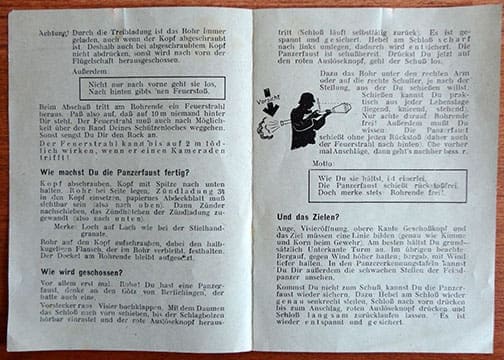 Achtung! Durch die Treibladung ist das Rohr immer
geladen, auch wenn der Kopf abgeschraubt
ist. Deshalb auch bei abgeschraubtem Kopf
nicht abdrücken, sonst wird nach vorn der
Flügelschaft herausgeschossen.
Außerdem
Nicht nur nach vorne geht sie los,
Nach hinten gibts 'nen Feuerstoß.
Beim Abschuß tritt am Rohrende ein Feuerstrahl
heraus. Paß also auf, daß auf 10 m niemand hinter
Dir steht. Der Feuerstrahl muß auch nach Möglich-
keit über den Rand Deines Schützenloches weggehen.
Sonst sengst Du Dir den Rock an.
Der Feuerstrahl kann bis auf 2 m töd-
lich wirken, wenn er einen Kameraden
trifft!
Wie machst Du die Panzerfaust fertig?
Kopf abschrauben, Kopf mit Spitze nach unten
halten. Rohr bei Seite legen, Zündladung 34
in den Kopf einsetzen, papiernes Abdeckblatt muß
sichtbar sein (also nach oben). Dann Zünder
nachschieben, das Zündhütchen der Zündladung zu-
gewandt (also nach unten).
Merke: Loch auf Lach wie bei der Stielhand-
granate.
Rohr auf den Kopf aufschrauben, dabei den halb-
kugeligen Flansch, der im Rohr verbleibt, festhalten.
Der Deckel am Rohrende bleibt aufgesetzt.
Wie wird geschossen?
Vor allem erst mal: Ruhe! Du hast eine Panzer-
faust, denke an den Götz von Berlichingen, der
hatte auch eine.
Vorstecker raus. Visier hochklappen. Mit dem Daumen
das Schloß nach vorn schieben, bis der Schlagbolzen
hörbar einrastet und der rote Auslöseknopf heraus-
tritt (Schloß läuft selbsttätig zurück). Es ist ge-
spannt und gesichert. Hebel am Schloß scharf
nach links umlegen, dadurch wird entsichert. Die
Panzerfaust ist schußbereit. Drückst Du jetzt auf
den roten Auslöseknopf, geht der Schuß los.
Vorsicht
Dazu das Rohr unter den rechten Arm
oder auf die rechte Schulter, je nach der
Stellung, aus der Du schießen willst.
Schießen kannst Du prak-
tisch aus jeder Lebenslage
(liegend, kniend, stehend).
Nur achte darauf: Rohrende
frei! Außerdem mußt Du
wissen: Die Panzerfaust
schießt ohne jeden Rückstoß (daher auch
der Feuerstrahl nach hinten). Übe vorher
mal Anschläge, dann geht's nachher besser.
Motto
Wie Du sie hältst, ist einerlei,
Die Panzerfaust schießt rückstoßfrei.
Doch merke stets: Rohrende frei!
Und das Zielen?
Auge, Visieröffnung, obere Kante Geschoßkopf und
das Ziel müssen eine Linie bilden (genau wie Kimme
und Korn beim Gewehr). Am besten hältst Du grund-
sätzlich Unterkante Turm an. Im übrigen beachte:
Bergauf, gegen Wind höher halten; bergab, mit Wind
tiefer halten. In den Panzererkennungstafeln kannst
Du Dir außerdem die schwachen Stellen der Feind-
panzer ansehen.
Kommst Du nicht zum Schuß, kannst Du die Panzer-
faust wieder sichern. Dazu: Hebel am Schloß wieder
genau senkrecht stellen, Schloß nach vorn drücken
bis zum Anschlag, roten Auslöseknopf drücken und
Schloß langsam zurücklaufen lassen. Es ist
wieder entspannt und gesichert.